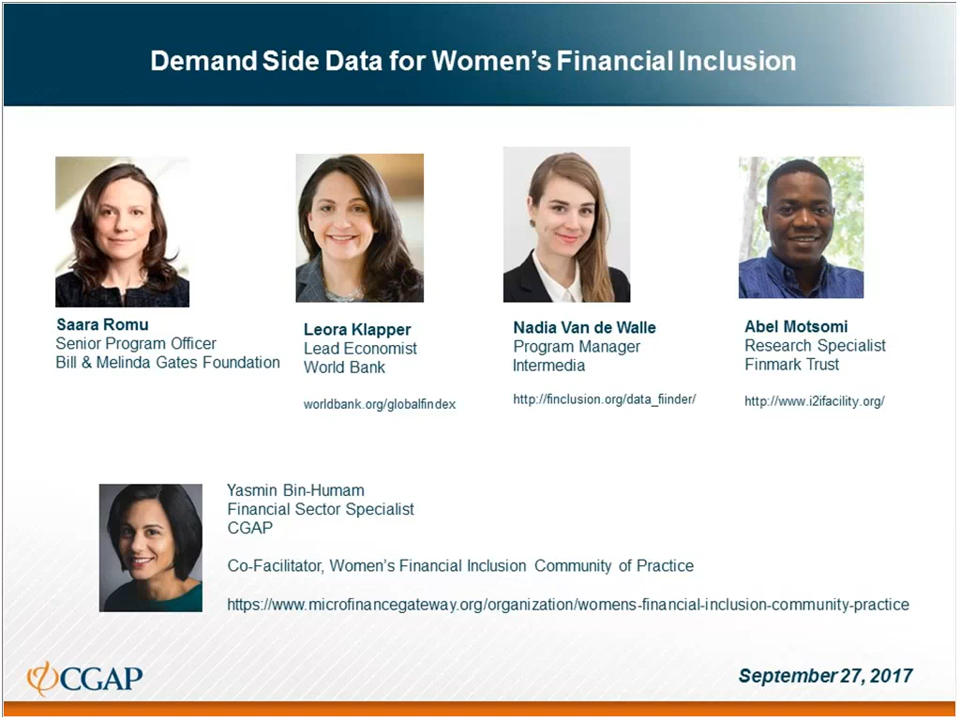 Demand Side Data for Women's Financial Inclusion
Saara Romu
Senior Program Officer
Bill & Melinda Gates Foundation
Leora Klapper
Lead Economist
World Bank
worldbank.org/globalfindex
Nadia Van de Walle
Program Manager
Intermedia
http://finclusion.org/data_fiinder/
Abel Motsomi
Research Specialist
Finmark Trust
http://www.i2ifacility.org/
Yasmin Bin-Humam
Financial Sector Specialist
CGAP
Co-Facilitator, Women's Financial Inclusion Community of Practice
https://www.microfinancegateway.org/organization/womens-financial-inclusion-community-practice
CGAP
September 27, 2017